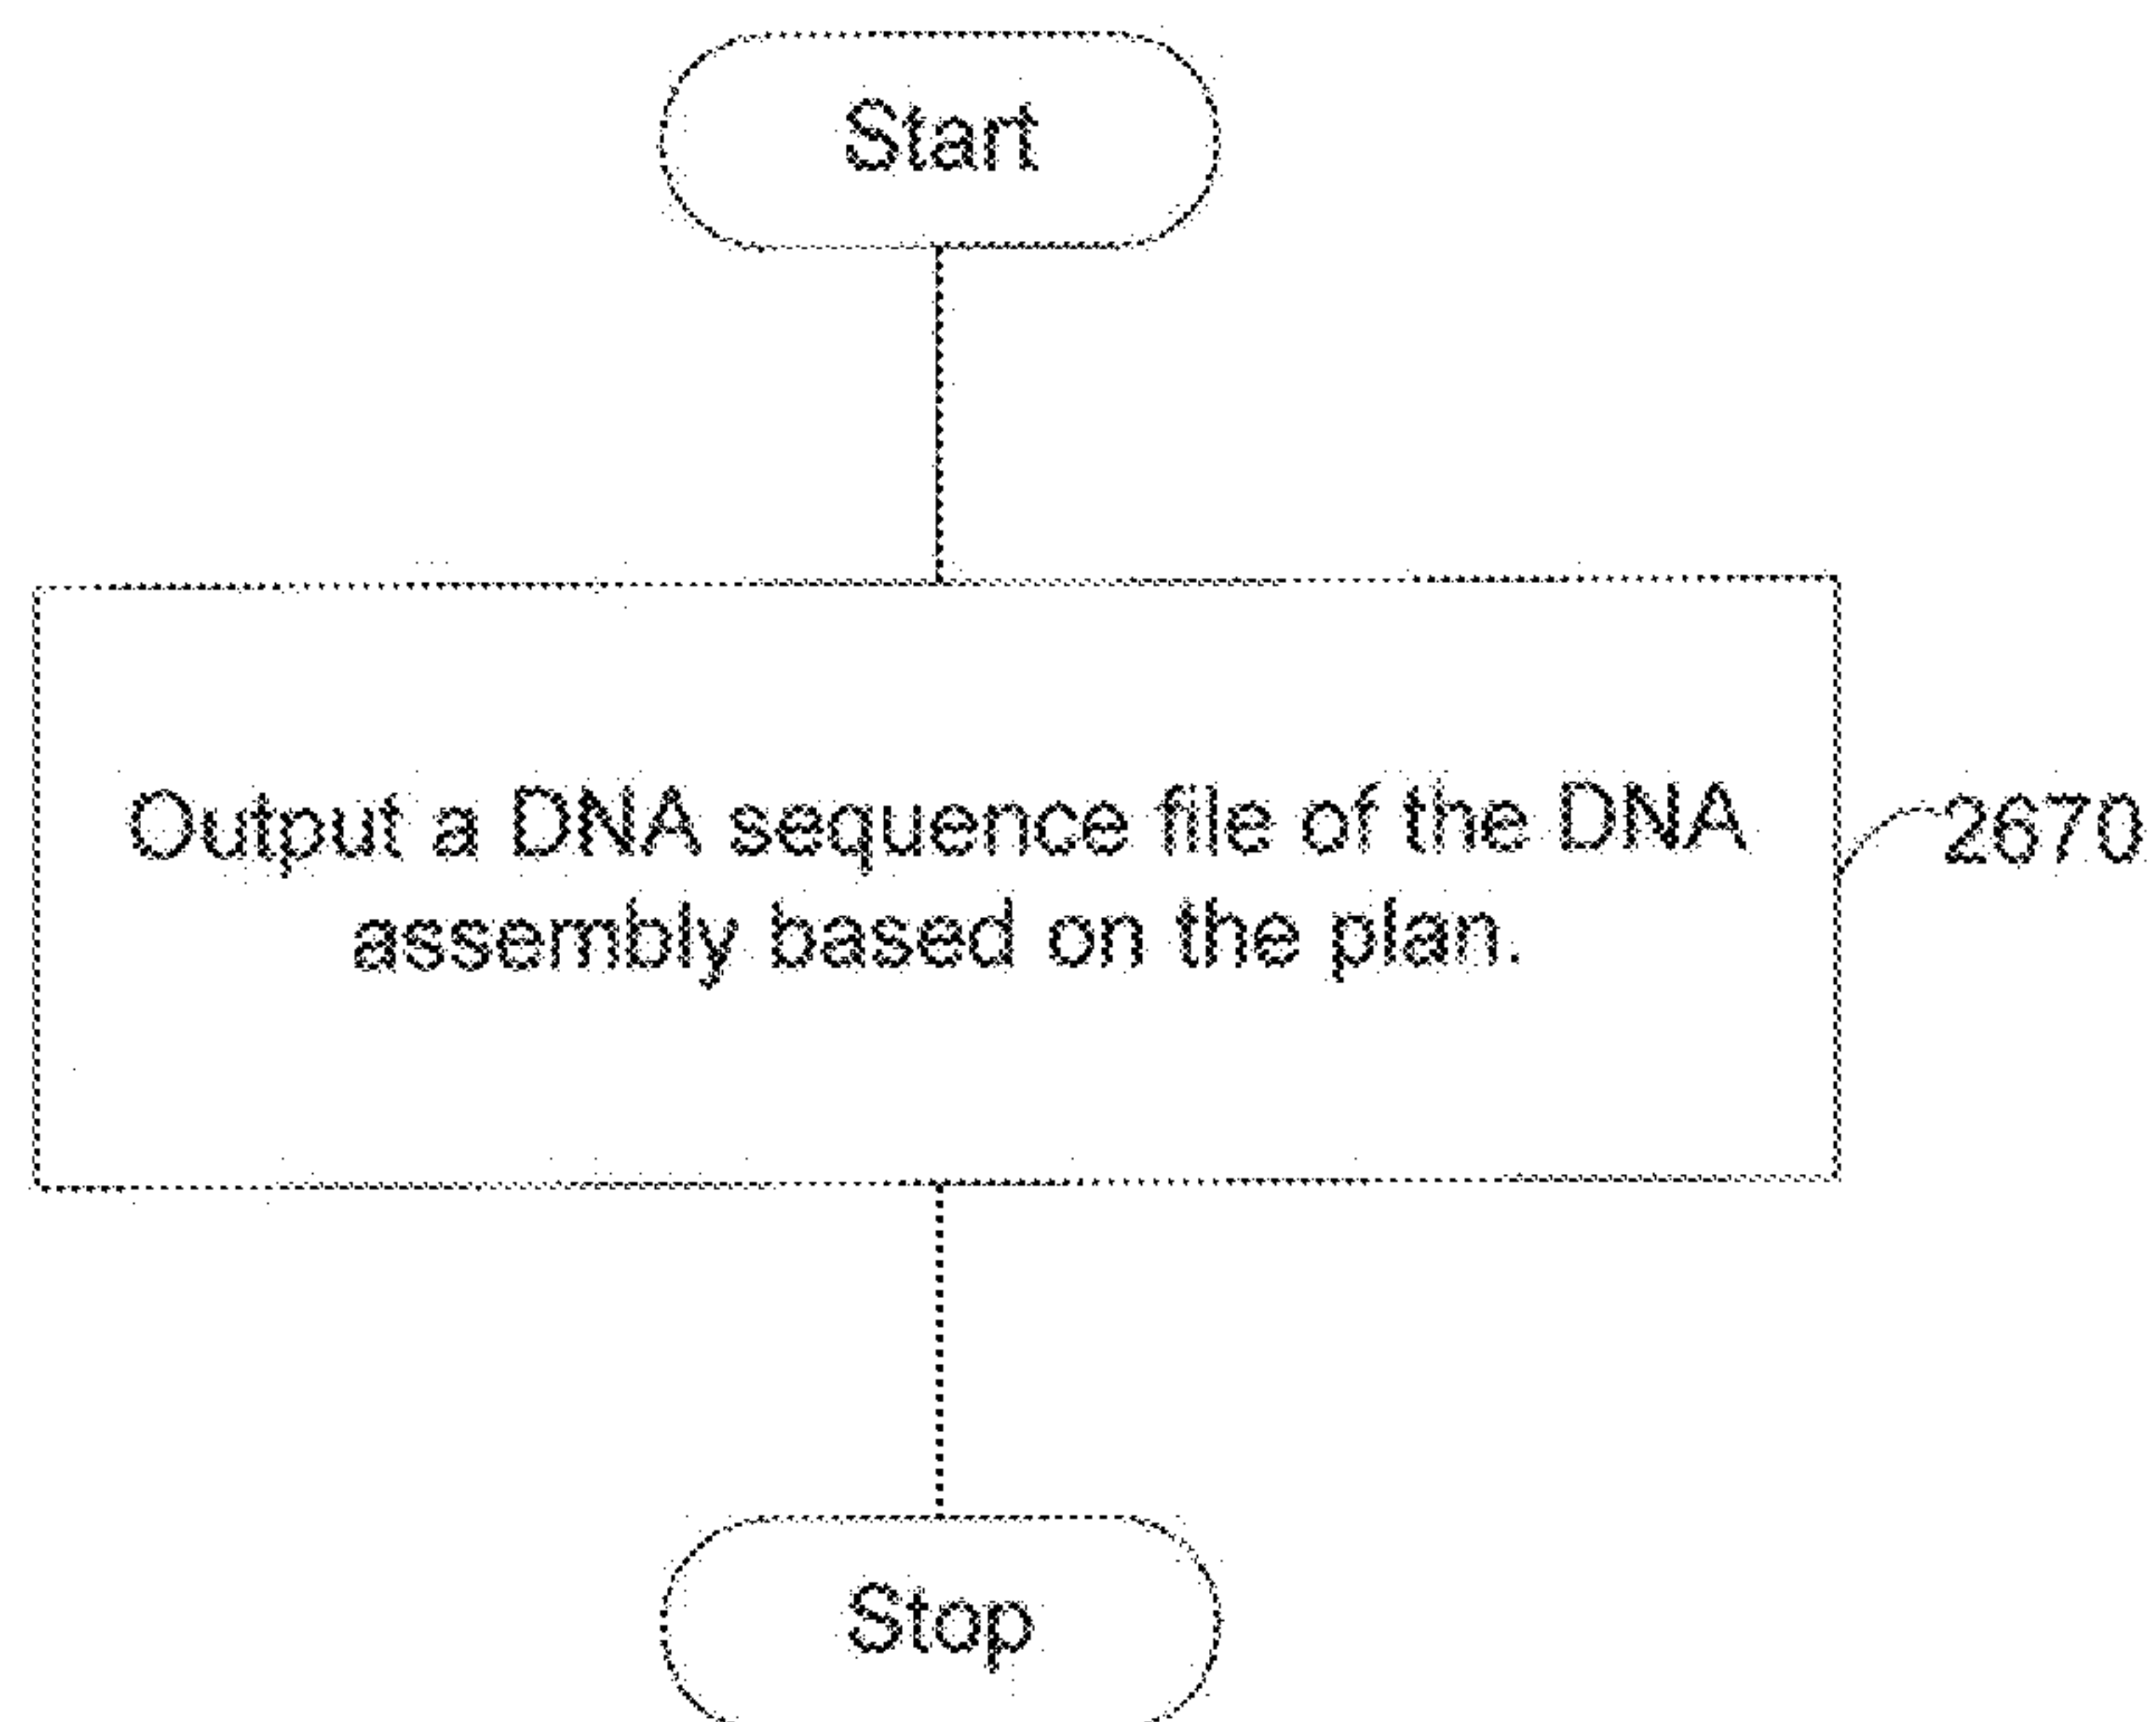 Start
Output a DNA sequence file of the DNA
assembly based on the plan.
2670
Stop